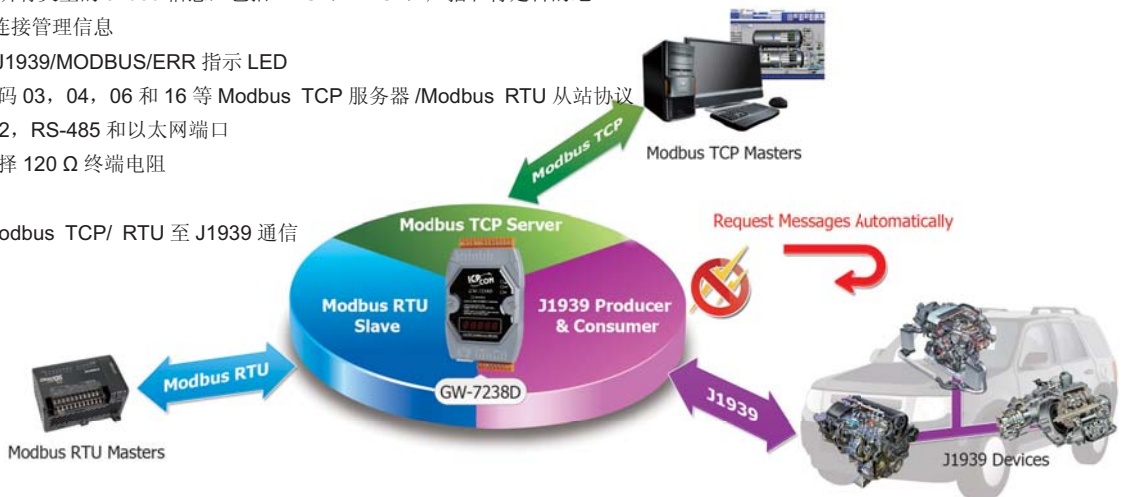 连接管理信息
J1939/MODBUS/ERR 指示 LED
码 03，04，06 和 16 等 Modbus TCP 服务器 /Modbus RTU 从站协议
2，RS-485 和以太网端口
择 120 Ω 终端电阻
odbus TCP/ RTU 至 J1939 通信
Modbus TCP
Modbus TCP Masters
Request Messages Automatically
Modbus TCP Server
ICP CON
GW-7238D
Modbus RTU
Slave
J1939 Producer
& Consumer
GW-7238D
Modbus RTU
Modbus RTU Masters
J1939
J1939 Devices